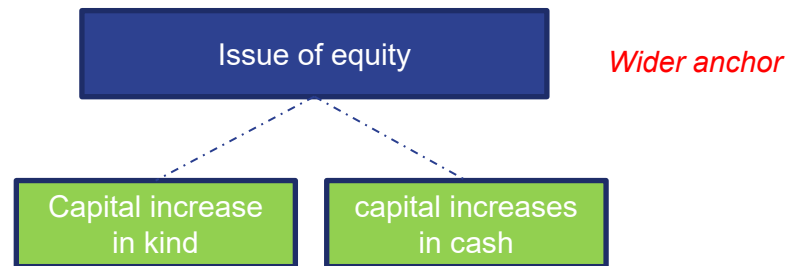 Issue of equity
Wider anchor
Capital increase
in kind
capital increases
in cash